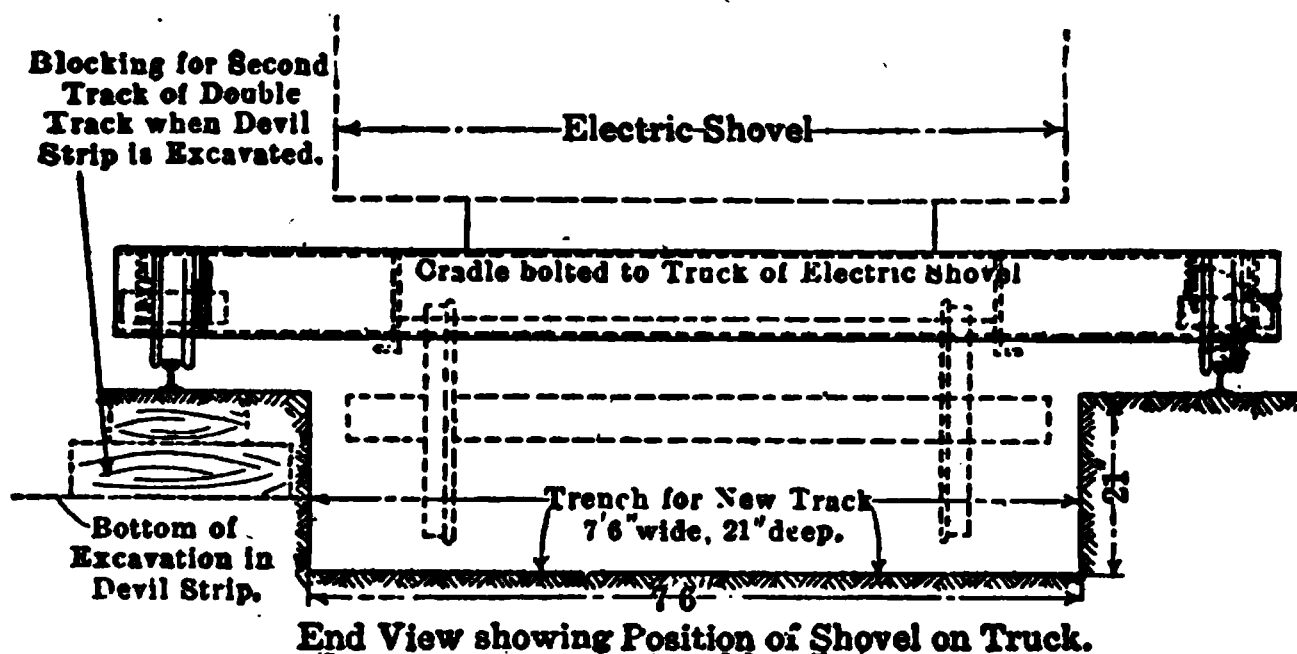 Blocking for Second
Track of Double
Track when Devil
Strip is Excavated.
Electric Shovel
Cradle bolted to Truck of Electric Shovel
Trench for New Track
7'6" wide, 21" deep.
21"
Bottom of
Excavation in
Devil Strip.
7 6
End View showing Position of Shovel on Truck.